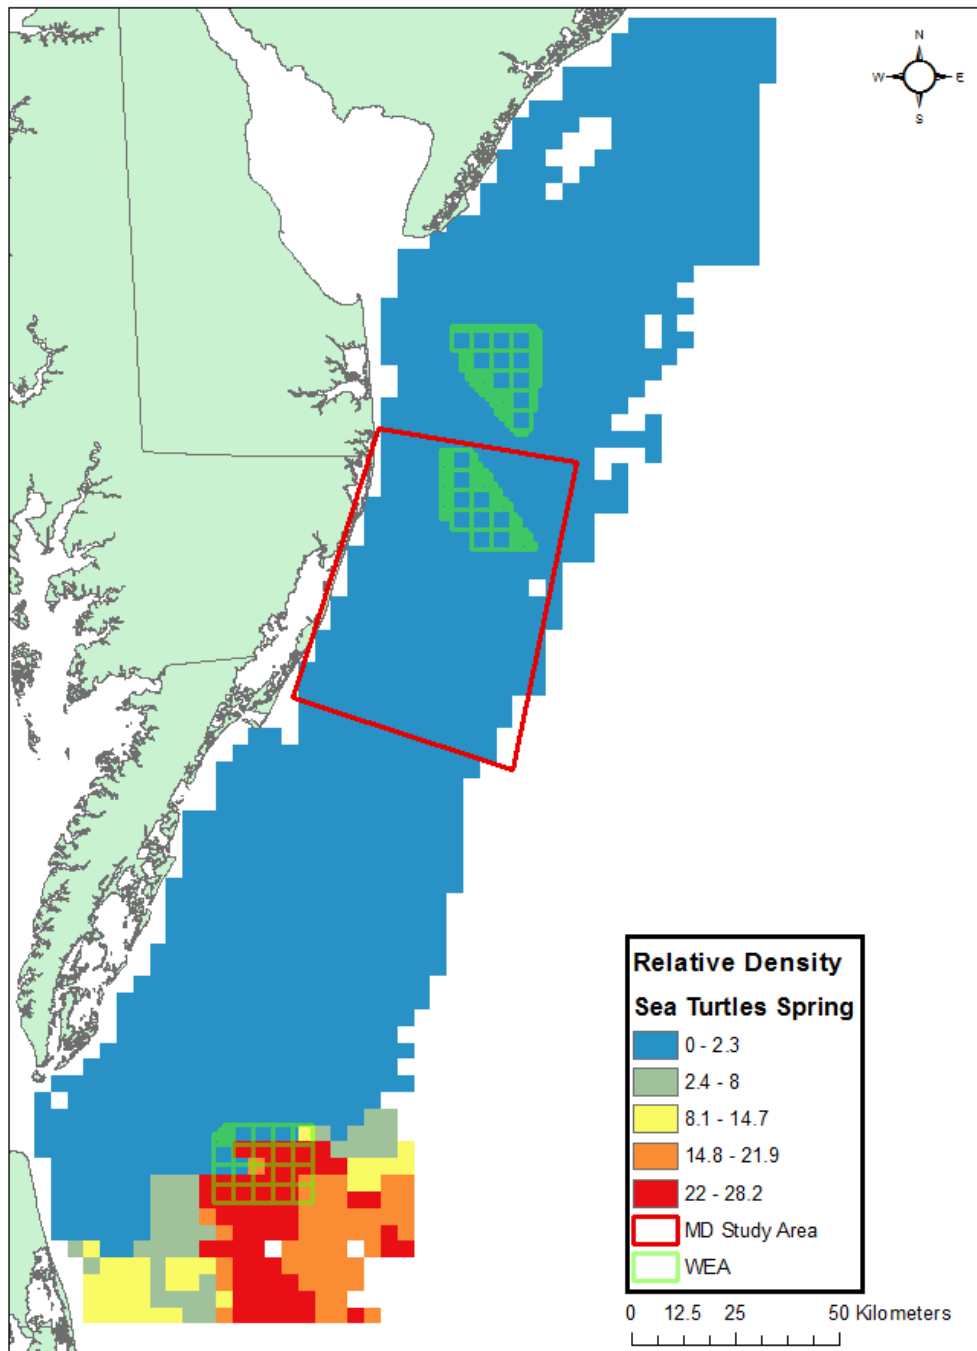 N
W E
S
Relative Density
Sea Turtles Spring
0 - 2.3
2.4 - 8
8.1 - 14.7
14.8 - 21.9
22 - 28.2
MD Study Area
WEA
0 12.5 25 50 Kilometers